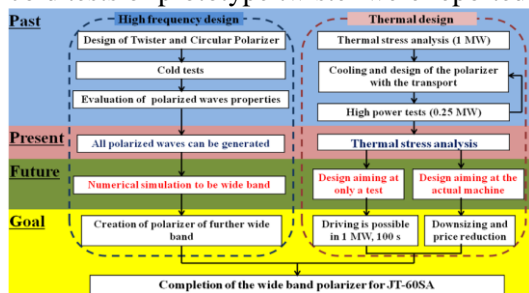 Past
High frequency design
Thermal design
Design of Twister and Circular Polarizer
Cold tests
Evaluation of polarized waves properties
Thermal stress analysis (1 MW)
Cooling and design of the polarizer
with the transport
High power tests (0.25 MW)
Present
All polarized waves can be generated
Thermal stress analysis
Future
Numerical simulation to be wide band
Design aiming at
only a test
Design aiming at the
actual machine
Goal
Creation of polarizer of further wide
band
Driving is possible
in 1 MW, 100 s
Downsizing and
price reduction
Completion of the wide band polarizer for JT-60SA